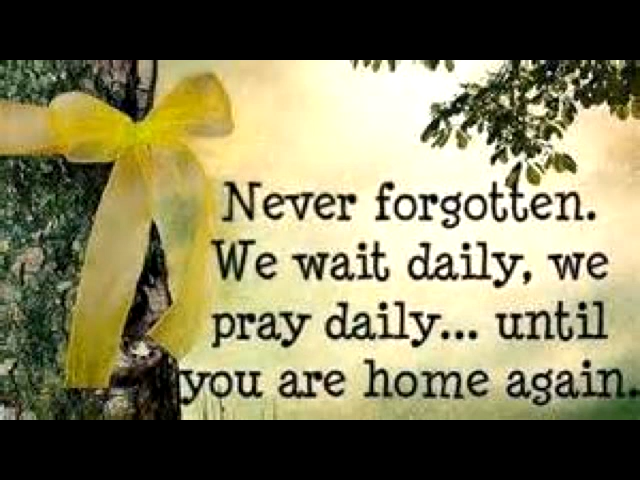 Never forgotten.
We wait daily, we
pray daily... until
you are home again.